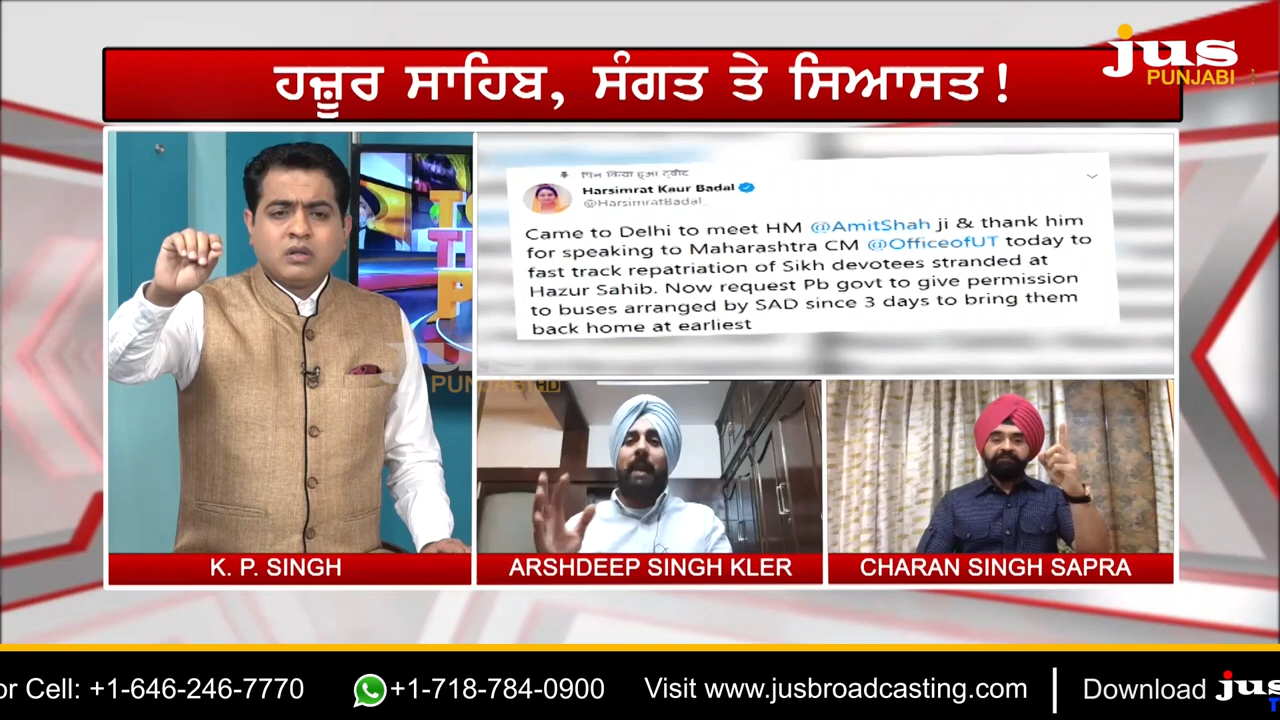 jus
PUNJABI
ਹਜ਼ੂਰ ਸਾਹਿਬ, ਸੰਗਤ ਤੇ ਸਿਆਸਤ!
पिन किया हुआ ट्वीट
Harsimrat Kaur Badal
@HarsimratBadal_
Came to Delhi to meet HM @AmitShah ji & thank him
for speaking to Maharashtra CM @OfficeofUT today to
fast track repatriation of Sikh devotees stranded at
Hazur Sahib. Now request Pb govt to give permission
to buses arranged by SAD since 3 days to bring them
back home at earliest
jus
PUNJABI HD
K. P. SINGH
ARSHDEEP SINGH KLER
CHARAN SINGH SAPRA
or Cell: +1-646-246-7770 +1-718-784-0900 Visit www.jusbroadcasting.com Download jus